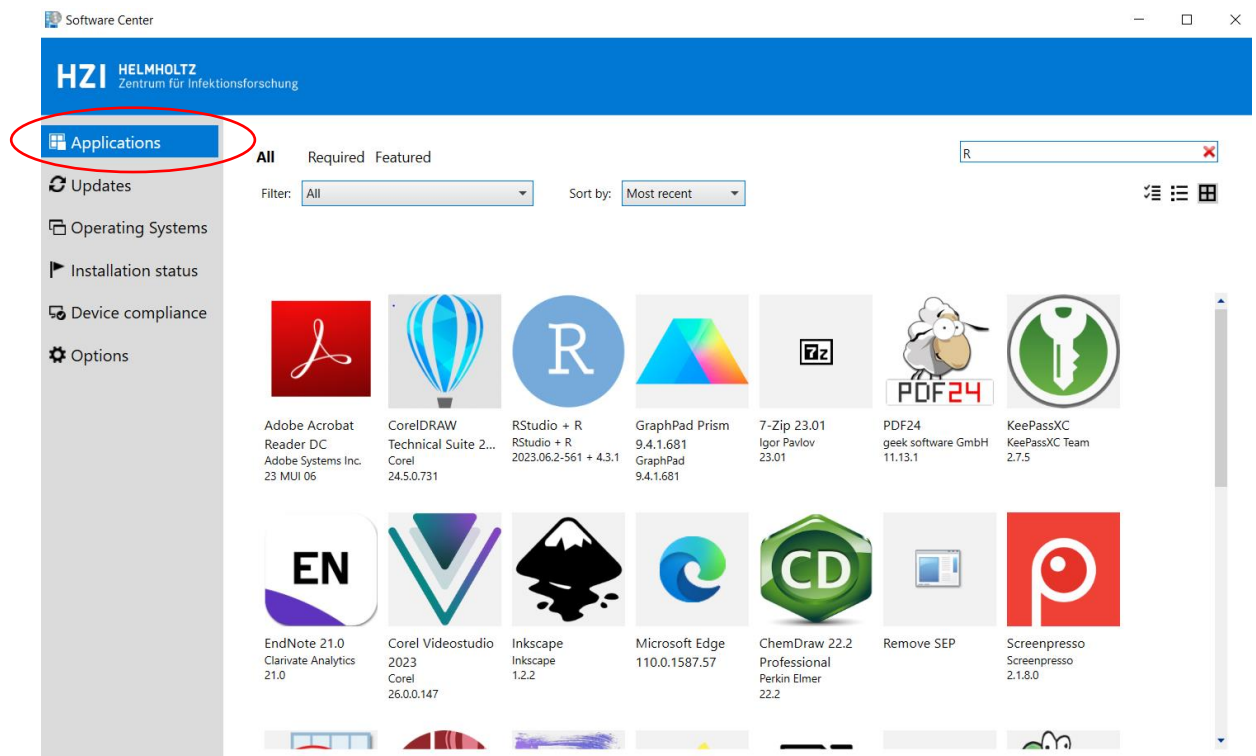 Software Center
HZI HELMHOLTZ
Zentrum für Infektionsforschung
Applications
Updates
Operating Systems
Installation status
Device compliance
Options
All Required Featured
R
Filter: All Sort by: Most recent
R
7z
PDF24
Adobe Acrobat
Reader DC
Adobe Systems Inc.
23 MUI 06
CorelDRAW
Technical Suite 2...
Corel
24.5.0.731
RStudio + R
RStudio + R
2023.06.2-561 + 4.3.1
GraphPad Prism
9.4.1.681
GraphPad
9.4.1.681
7-Zip 23.01
Igor Pavlov
23.01
PDF24
geek software GmbH
11.13.1
KeePassXC
KeePassXC Team
2.7.5
EN
CD
EndNote 21.0
Clarivate Analytics
21.0
Corel Videostudio
2023
Corel
26.0.0.147
Inkscape
Inkscape
1.2.2
Microsoft Edge
110.0.1587.57
ChemDraw 22.2
Professional
Perkin Elmer
22.2
Remove SEP
Screenpresso
Screenpresso
2.1.8.0